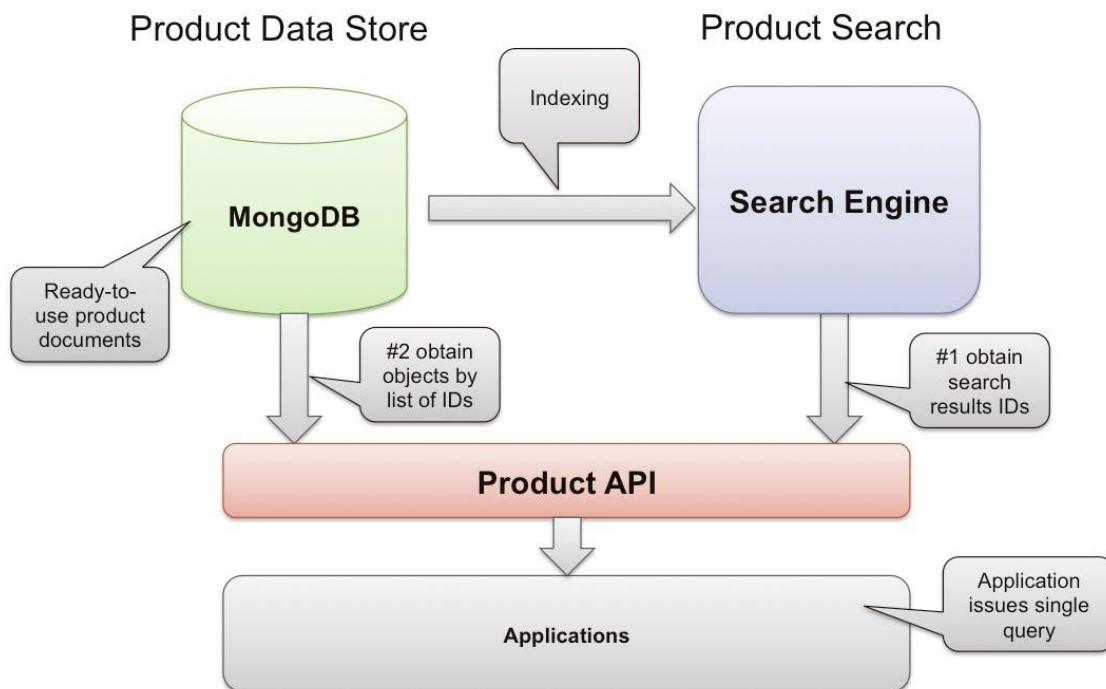 Product Data Store
Product Search
Indexing
MongoDB
Search Engine
Ready-to-
use product
documents
#2 obtain
objects by
list of IDs
#1 obtain
search
results IDs
Product API
Application
issues single
query
Applications